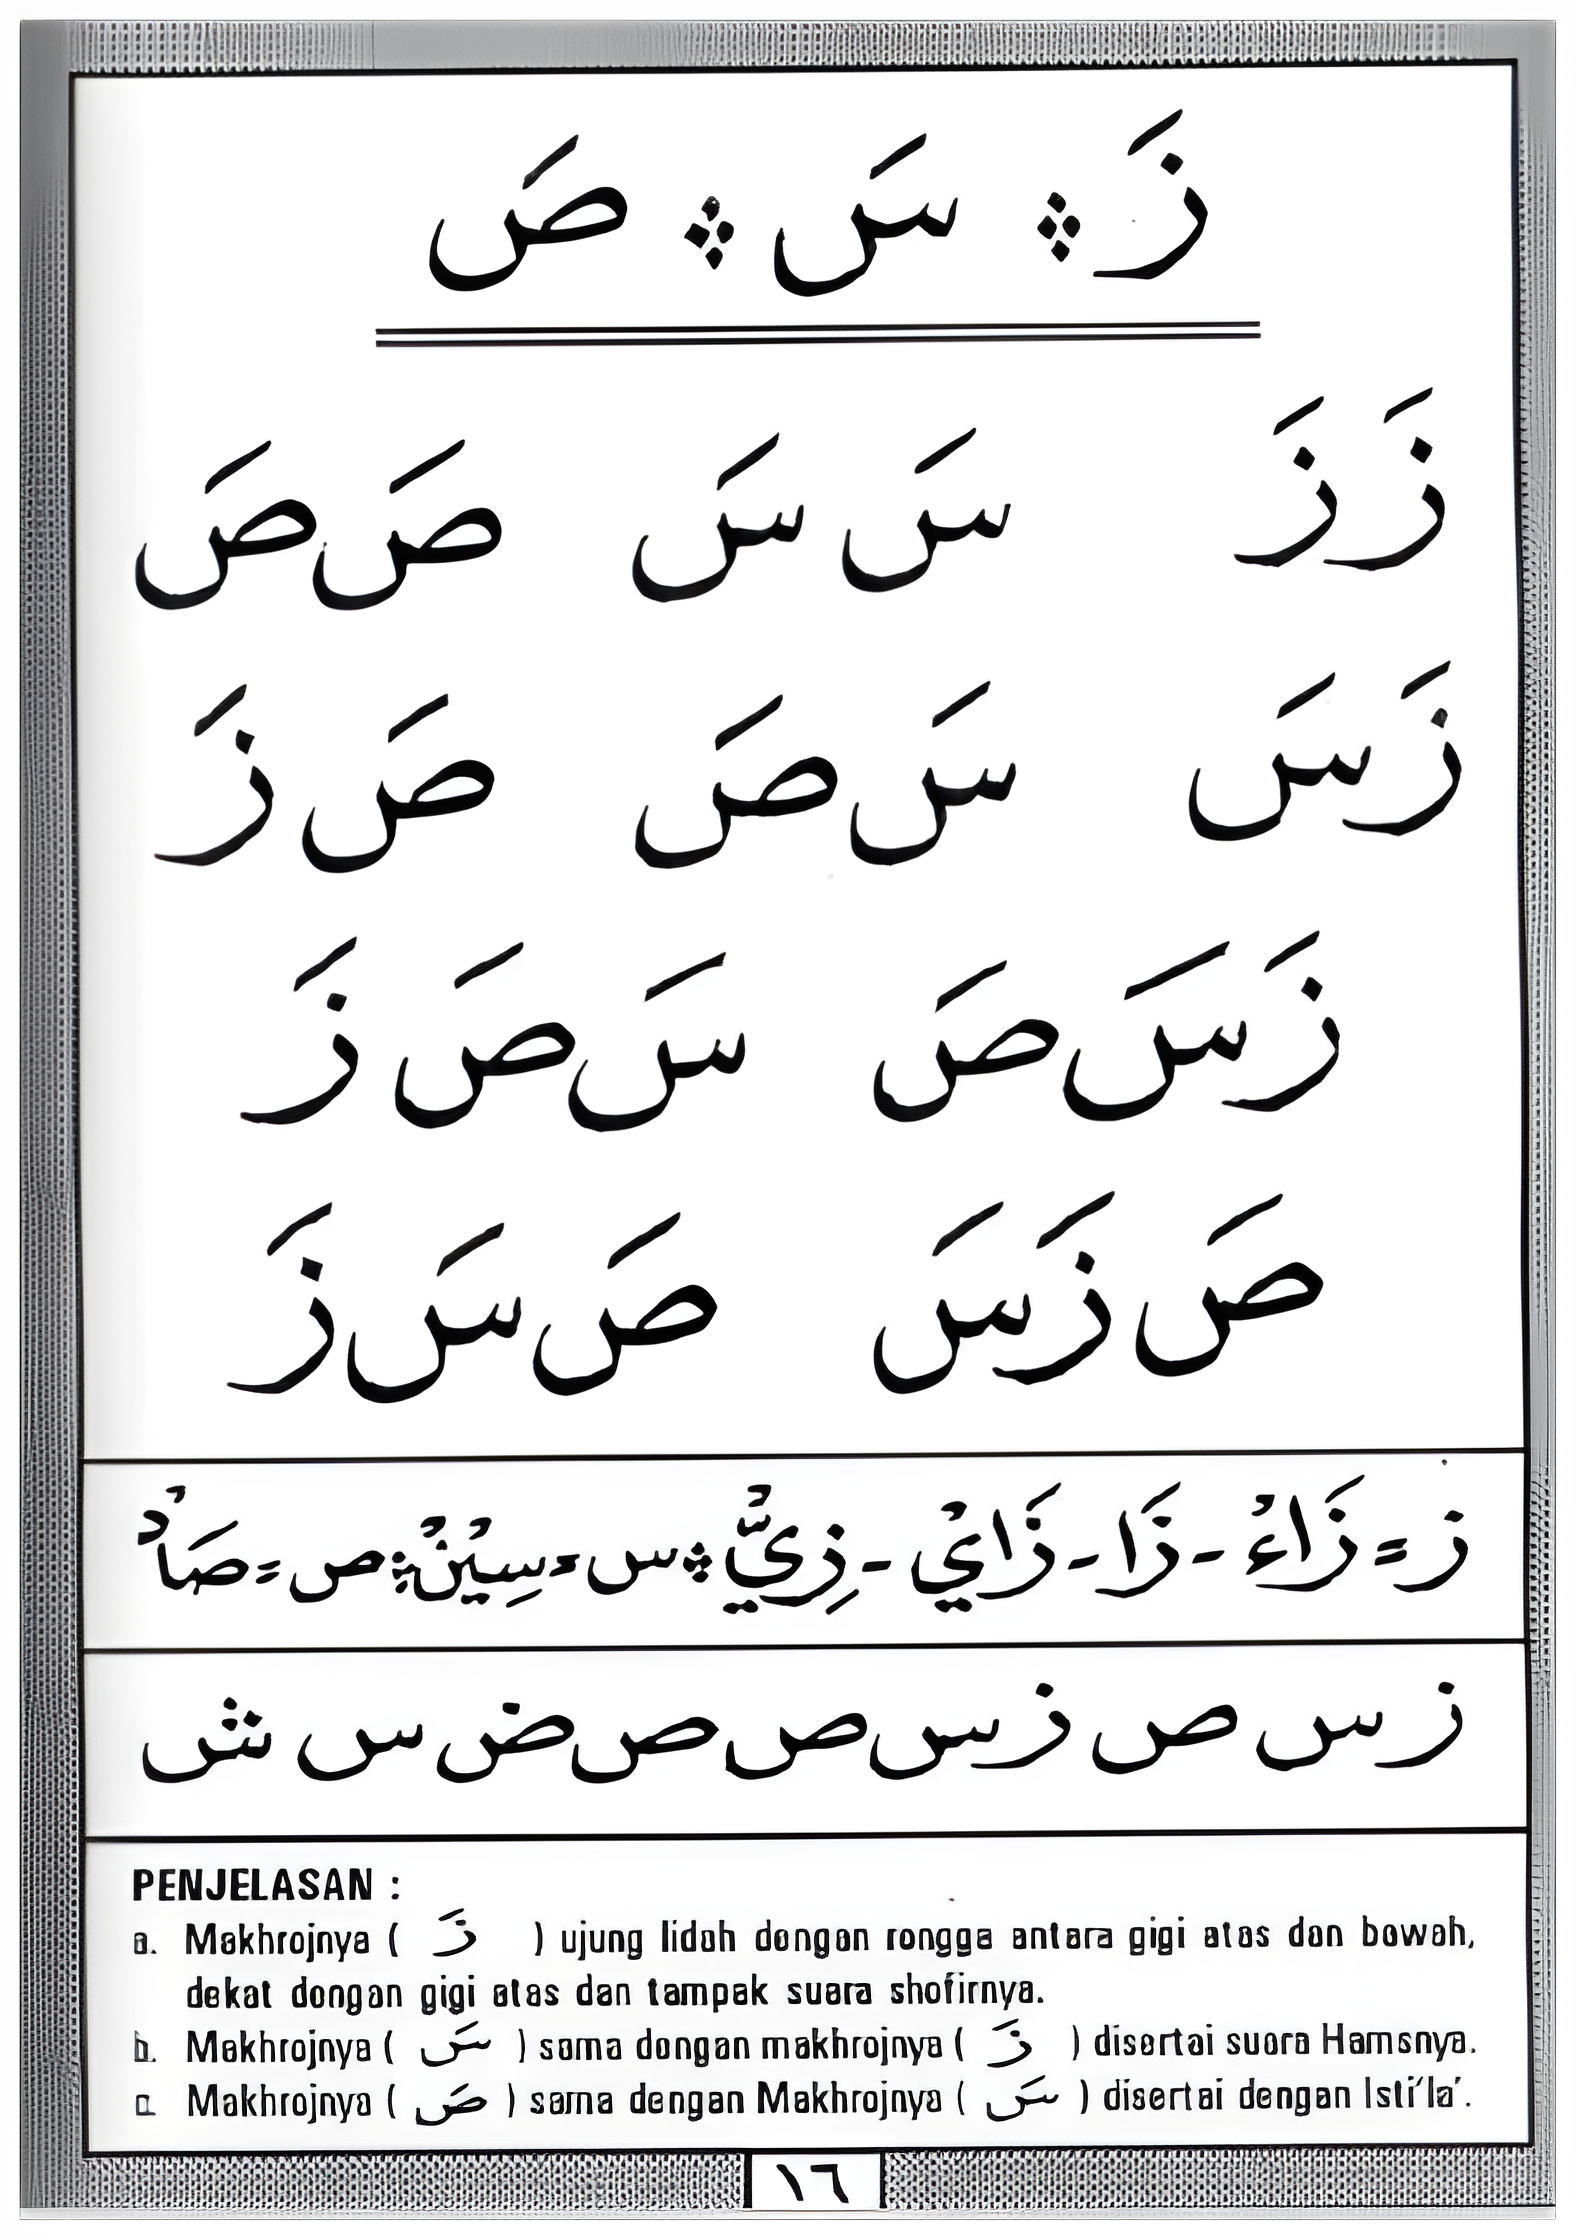 زَ ۞ سَ ۞ صَ
زَ زَ سَ سَ صَ صَ
زَ سَ سَ صَ صَ زَ
زَ سَ صَ سَ صَ زَ
صَ زَ سَ صَ سَ زَ
ز = زَاءْ - زَا - زَايْ - زِيٌّ ۞ س = سِيْنْ ۞ ص = صَادْ
ز س ص ز س ص ص ض س ش
PENJELASAN :
a. Makhrojnya ( زَ ) ujung lidah dengan rongga antara gigi atas dan bawah,
dekat dengan gigi atas dan tampak suara shofirnya.
b. Makhrojnya ( سَ ) sama dengan makhrojnya ( زَ ) disertai suara Hamsnya.
c. Makhrojnya ( صَ ) sama dengan Makhrojnya ( سَ ) disertai dengan Isti'la'.
١٦